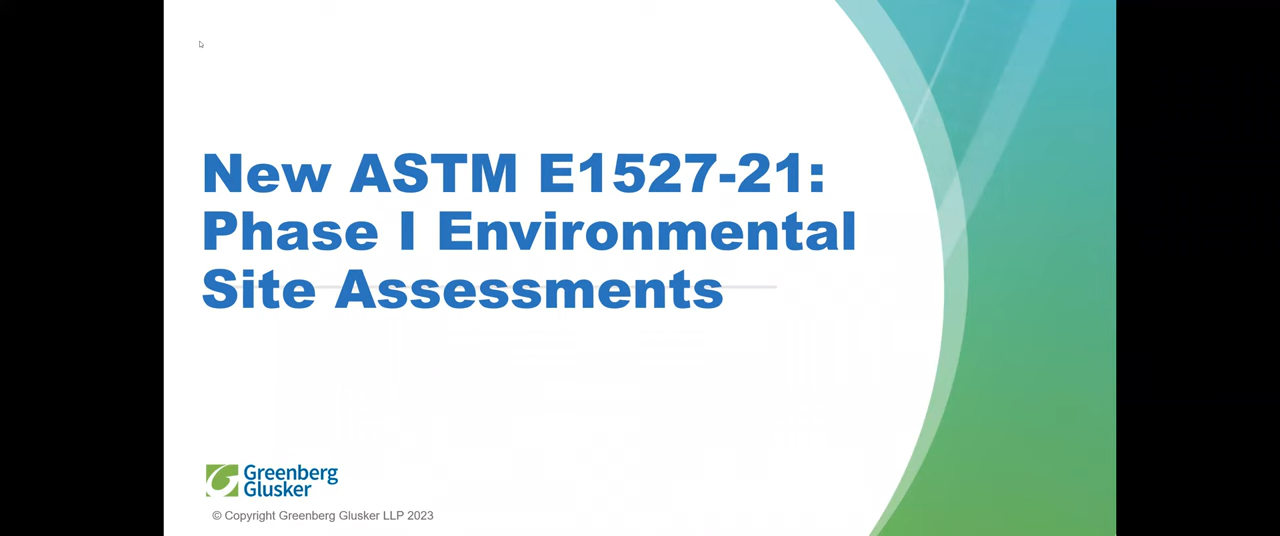 New ASTM E1527-21:
Phase I Environmental
Site Assessments
Greenberg
Glusker
© Copyright Greenberg Glusker LLP 2023